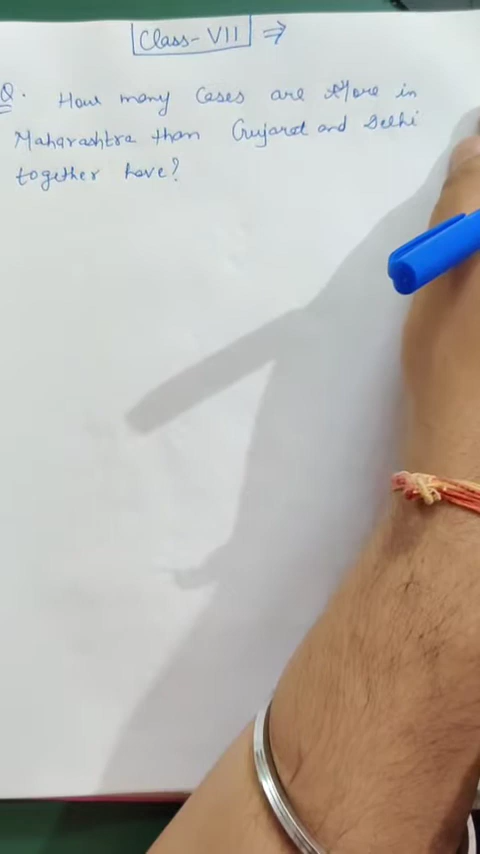 Class-VII ⇒
Q. How many cases are More in
Maharashtra than Gujarat and Delhi
together have?